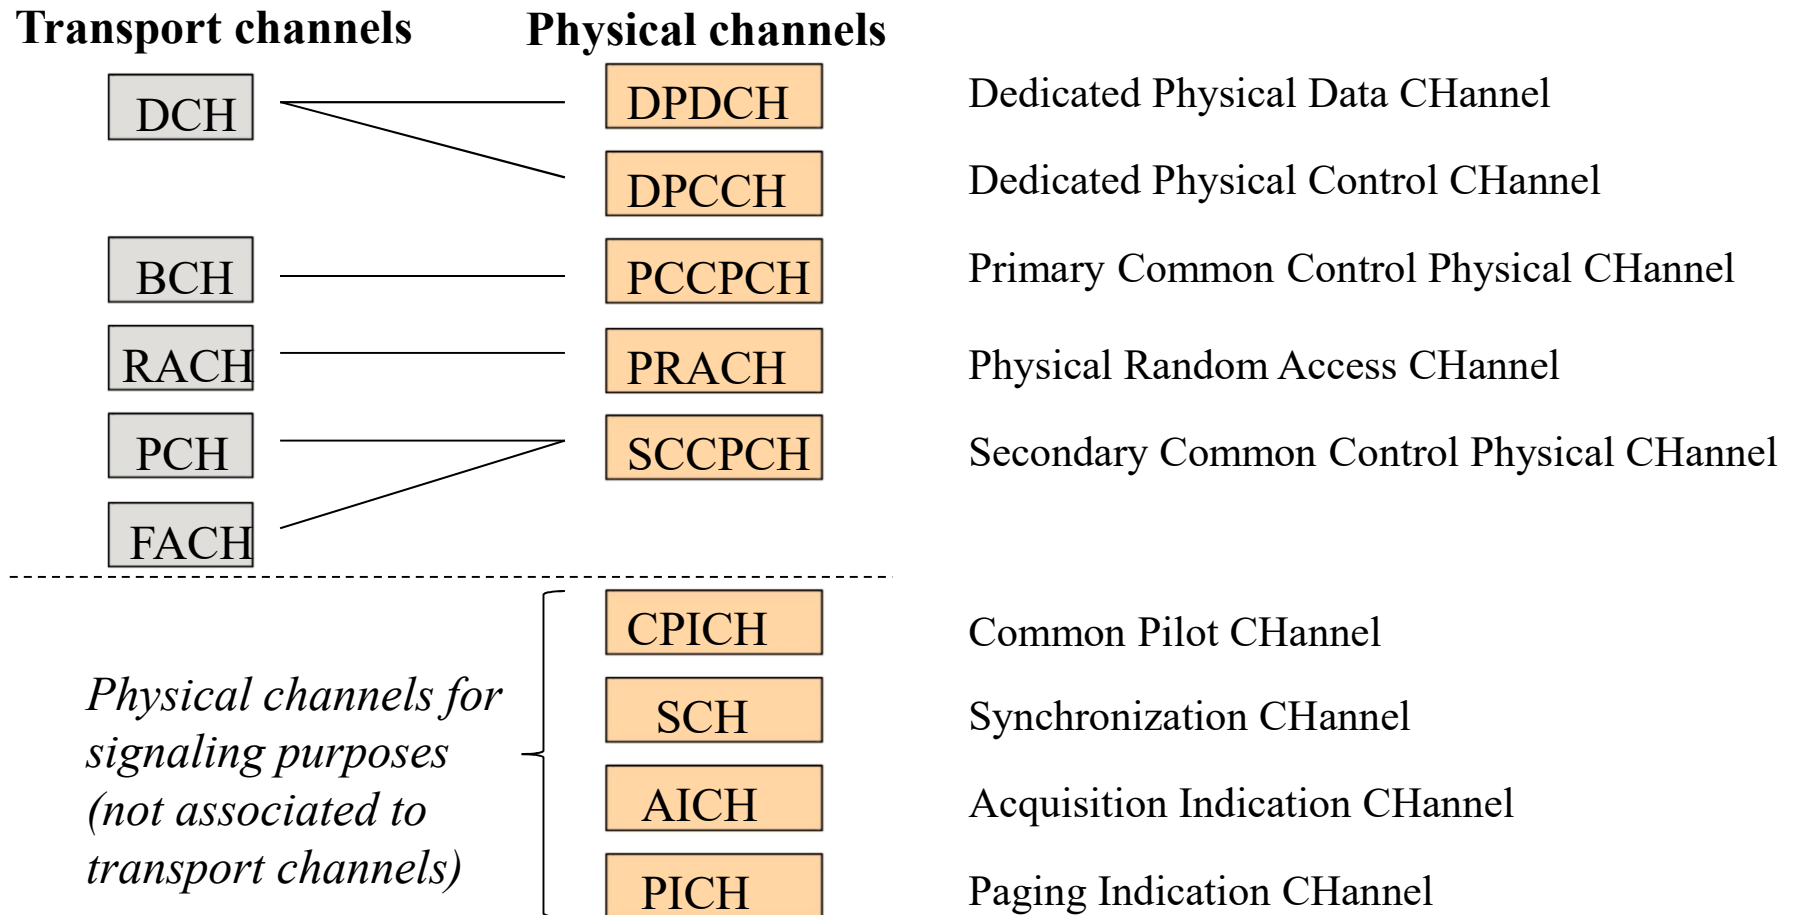 Transport channels Physical channels
DCH DPDCH Dedicated Physical Data CHannel
DPCCH Dedicated Physical Control CHannel
BCH PCCPCH Primary Common Control Physical CHannel
RACH PRACH Physical Random Access CHannel
PCH SCCPCH Secondary Common Control Physical CHannel
FACH
CPICH Common Pilot CHannel
Physical channels for
signaling purposes
(not associated to
transport channels)
SCH Synchronization CHannel
AICH Acquisition Indication CHannel
PICH Paging Indication CHannel